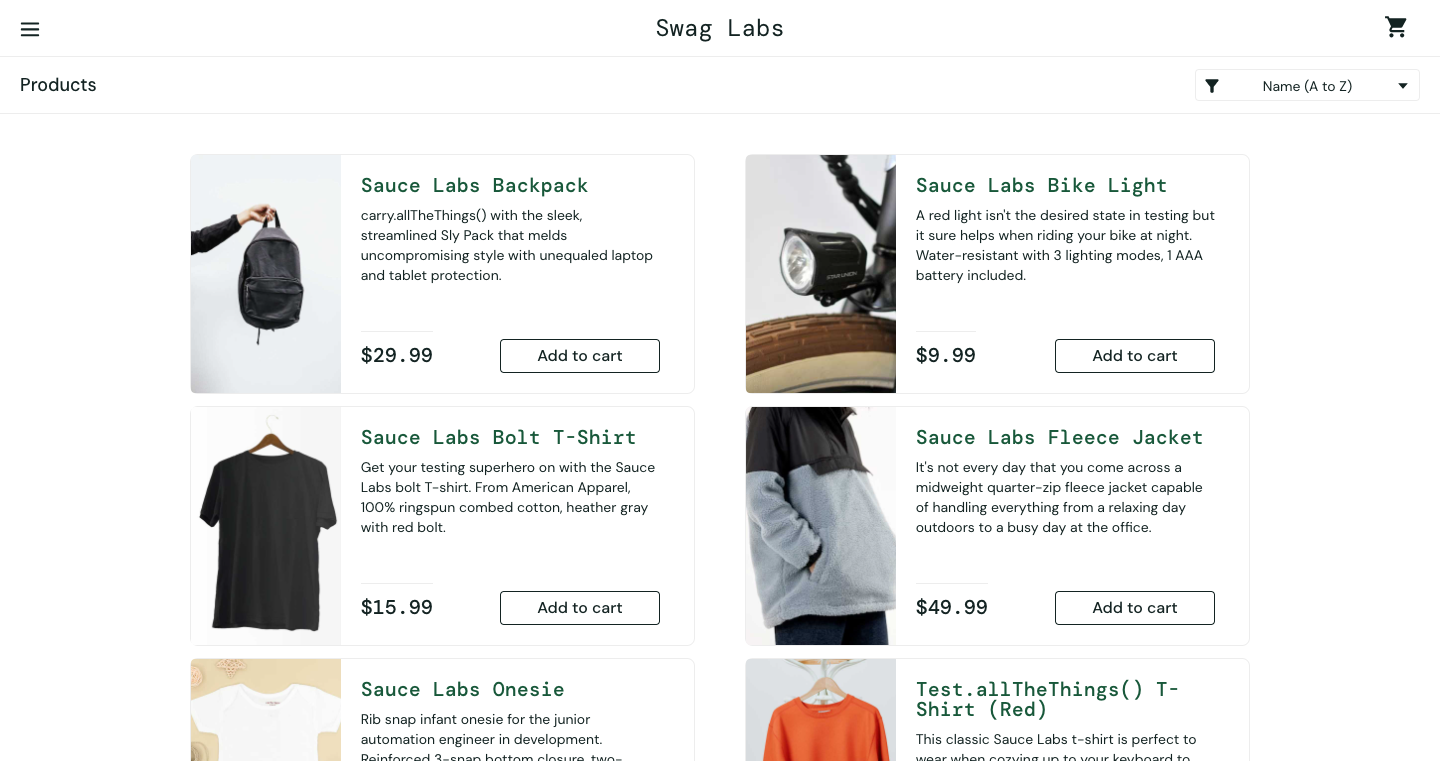 Swag Labs
Products
Name (A to Z)
Sauce Labs Backpack
carry.allTheThings() with the sleek,
streamlined Sly Pack that melds
uncompromising style with unequaled laptop
and tablet protection.
$29.99
Add to cart
Sauce Labs Bike Light
A red light isn't the desired state in testing but
it sure helps when riding your bike at night.
Water-resistant with 3 lighting modes, 1 AAA
battery included.
$9.99
Add to cart
Sauce Labs Bolt T-Shirt
Get your testing superhero on with the Sauce
Labs bolt T-shirt. From American Apparel,
100% ringspun combed cotton, heather gray
with red bolt.
$15.99
Add to cart
Sauce Labs Fleece Jacket
It's not every day that you come across a
midweight quarter-zip fleece jacket capable
of handling everything from a relaxing day
outdoors to a busy day at the office.
$49.99
Add to cart
Sauce Labs Onesie
Rib snap infant onesie for the junior
automation engineer in development.
Reinforced 3-snap bottom closure, two-
Test.allTheThings() T-
Shirt (Red)
This classic Sauce Labs t-shirt is perfect to
wear when cozying up to your keyboard to